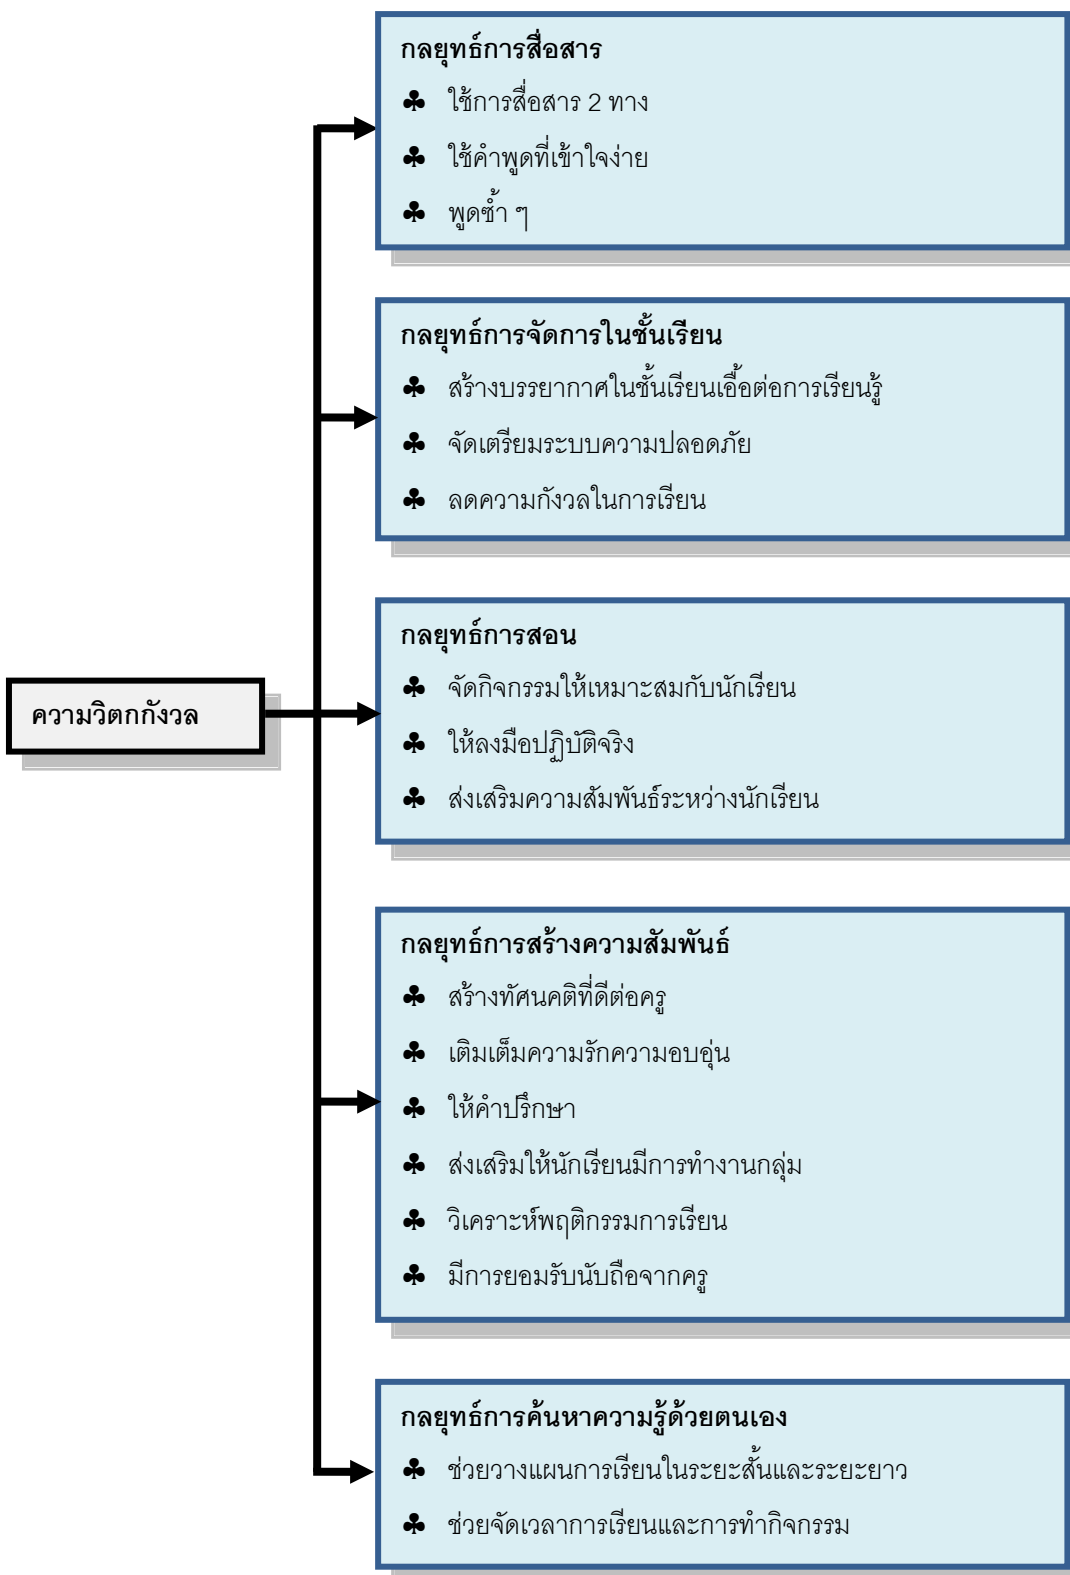 กลยุทธ์การสื่อสาร
♣ ใช้การสื่อสาร 2 ทาง
♣ ใช้คำพูดที่เข้าใจง่าย
♣ พูดซ้ำ ๆ
กลยุทธ์การจัดการในชั้นเรียน
♣ สร้างบรรยากาศในชั้นเรียนเอื้อต่อการเรียนรู้
♣ จัดเตรียมระบบความปลอดภัย
♣ ลดความกังวลในการเรียน
ความวิตกกังวล
กลยุทธ์การสอน
♣ จัดกิจกรรมให้เหมาะสมกับนักเรียน
♣ ให้ลงมือปฏิบัติจริง
♣ ส่งเสริมความสัมพันธ์ระหว่างนักเรียน
กลยุทธ์การสร้างความสัมพันธ์
♣ สร้างทัศนคติที่ดีต่อครู
♣ เติมเต็มความรักความอบอุ่น
♣ ให้คำปรึกษา
♣ ส่งเสริมให้นักเรียนมีการทำงานกลุ่ม
♣ วิเคราะห์พฤติกรรมการเรียน
♣ มีการยอมรับนับถือจากครู
กลยุทธ์การค้นหาความรู้ด้วยตนเอง
♣ ช่วยวางแผนการเรียนในระยะสั้นและระยะยาว
♣ ช่วยจัดเวลาการเรียนและการทำกิจกรรม